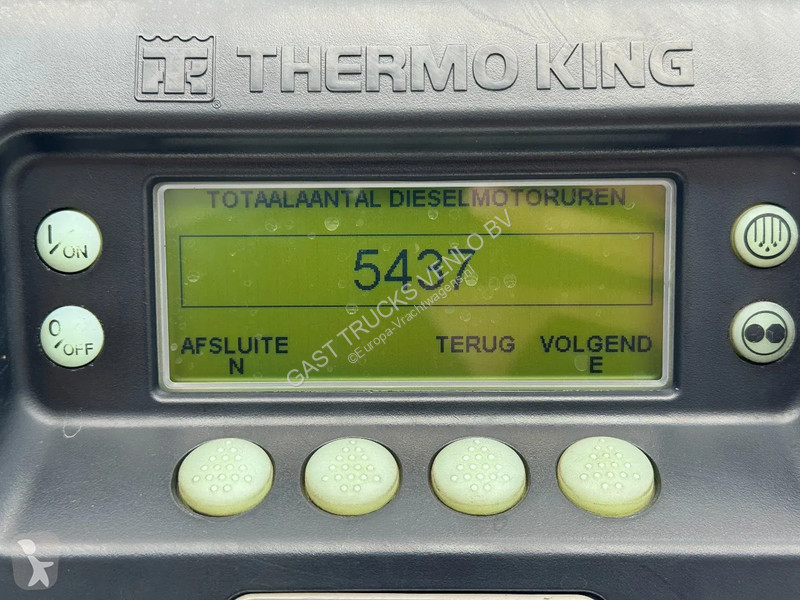 THERMO KING
TOTAALAANTAL DIESELMOTORUREN
I/ON
5437
0/OFF
AFSLUITE
N
TERUG
VOLGEND
E
GAST TRUCKS VENLO BV
©Europa-Vrachtwagens.nl